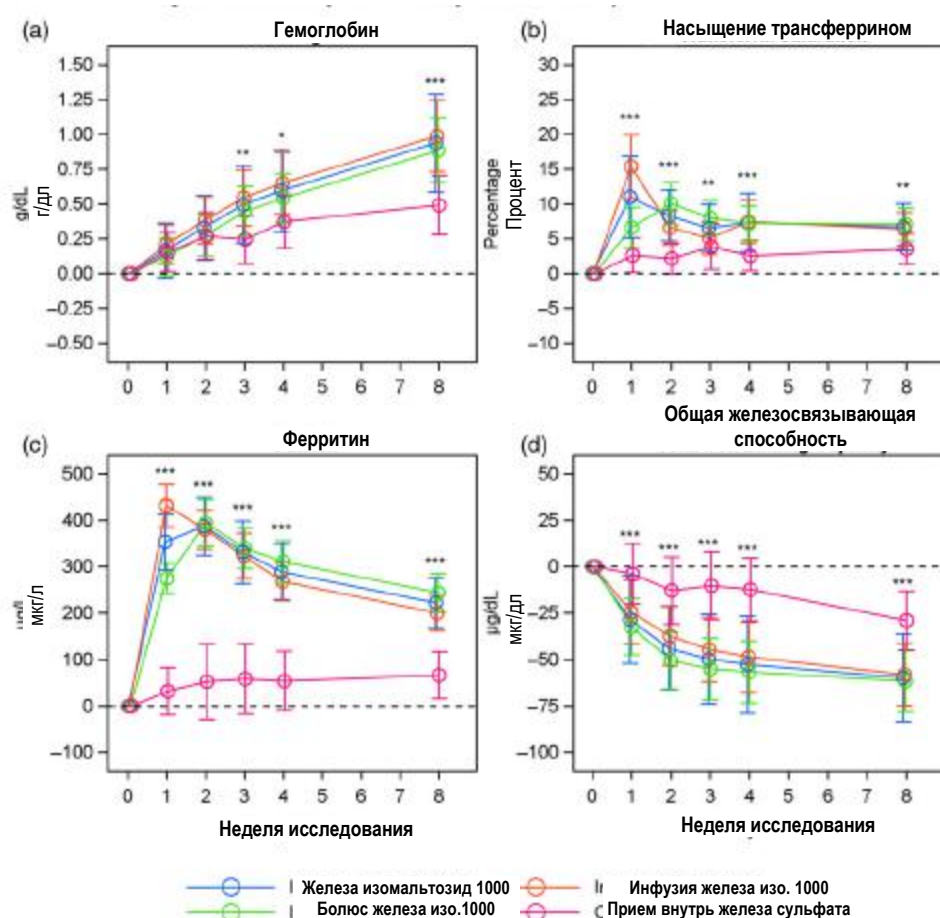 (a) Гемоглобин
1.50
1.25
1.00
0.75
0.50
0.25
0.00
−0.25
−0.50
g/dL
г/дл
*** ** *
0 1 2 3 4 5 6 7 8
(b) Насыщение трансферрином
30
25
20
15
10
5
0
−5
−10
Percentage
Процент
*** *** ** *** **
0 1 2 3 4 5 6 7 8
(c) Ферритин
500
400
300
200
100
0
−100
мкг/л
*** *** *** *** ***
0 1 2 3 4 5 6 7 8
Неделя исследования
Общая железосвязывающая
(d) способность
50
25
0
−25
−50
−75
−100
µg/dL
мкг/дл
*** *** *** *** ***
0 1 2 3 4 5 6 7 8
Неделя исследования
Железа изомальтозид 1000
Инфузия железа изо. 1000
Болюс железа изо.1000
Прием внутрь железа сульфата